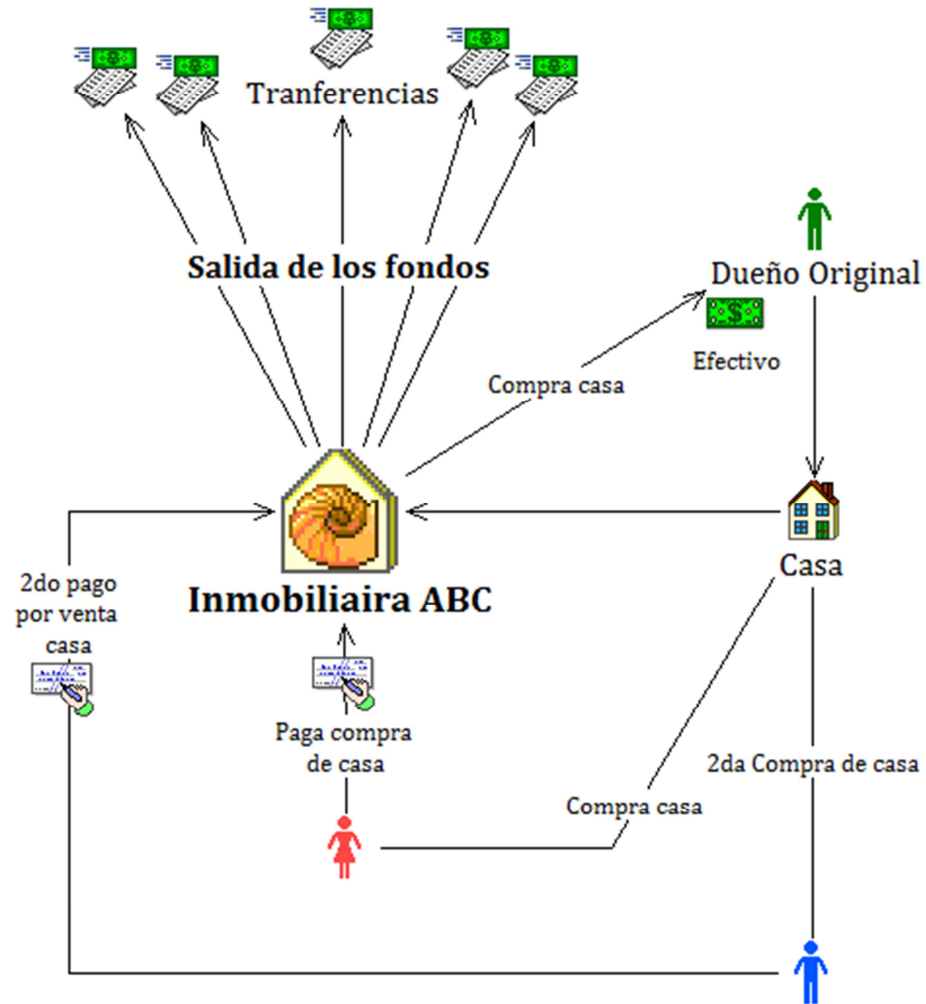 Tranferencias
Salida de los fondos
Dueño Original
Efectivo
Compra casa
Casa
2do pago
por venta
casa
Inmobiliaira ABC
Paga compra
de casa
2da Compra de casa
Compra casa